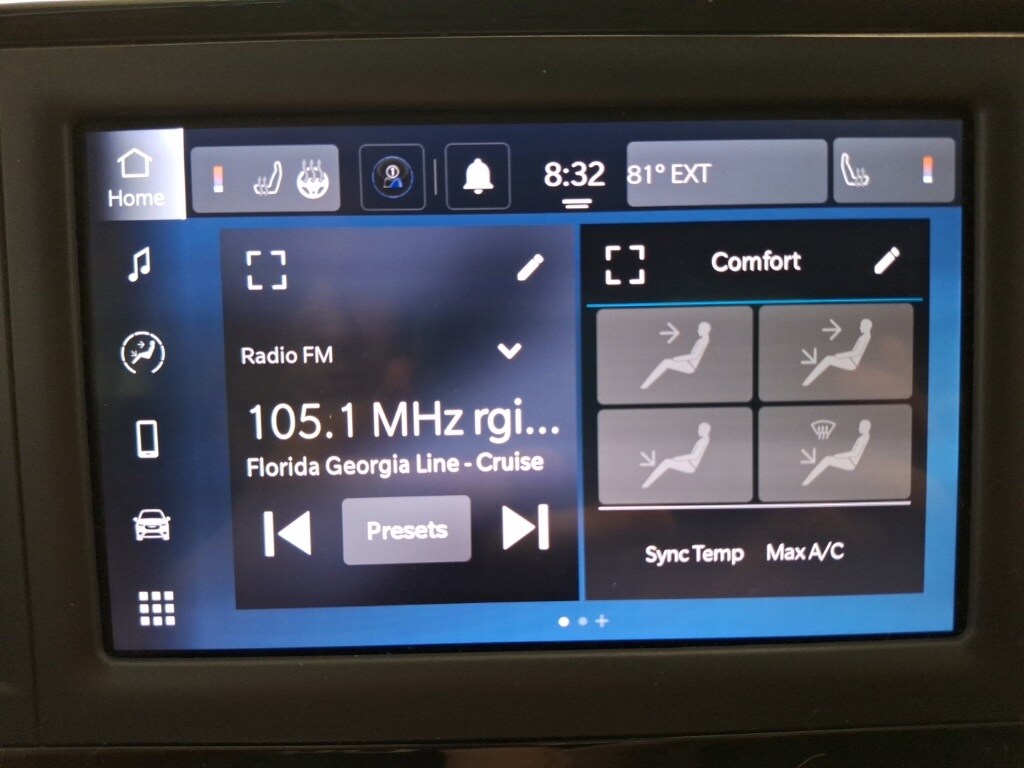 Home
8:32
81° EXT
Comfort
Radio FM
105.1 MHz rgi...
Florida Georgia Line - Cruise
Presets
Sync Temp
Max A/C